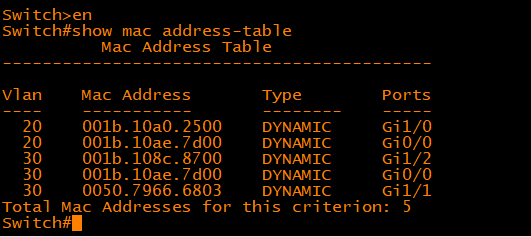 Switch>en
Switch#show mac address-table
Mac Address Table
-------------------------------------------
Vlan Mac Address Type Ports
---- ----------- -------- -----
20 001b.10a0.2500 DYNAMIC Gi1/0
20 001b.10ae.7d00 DYNAMIC Gi0/0
30 001b.108c.8700 DYNAMIC Gi1/2
30 001b.10ae.7d00 DYNAMIC Gi0/0
30 0050.7966.6803 DYNAMIC Gi1/1
Total Mac Addresses for this criterion: 5
Switch#